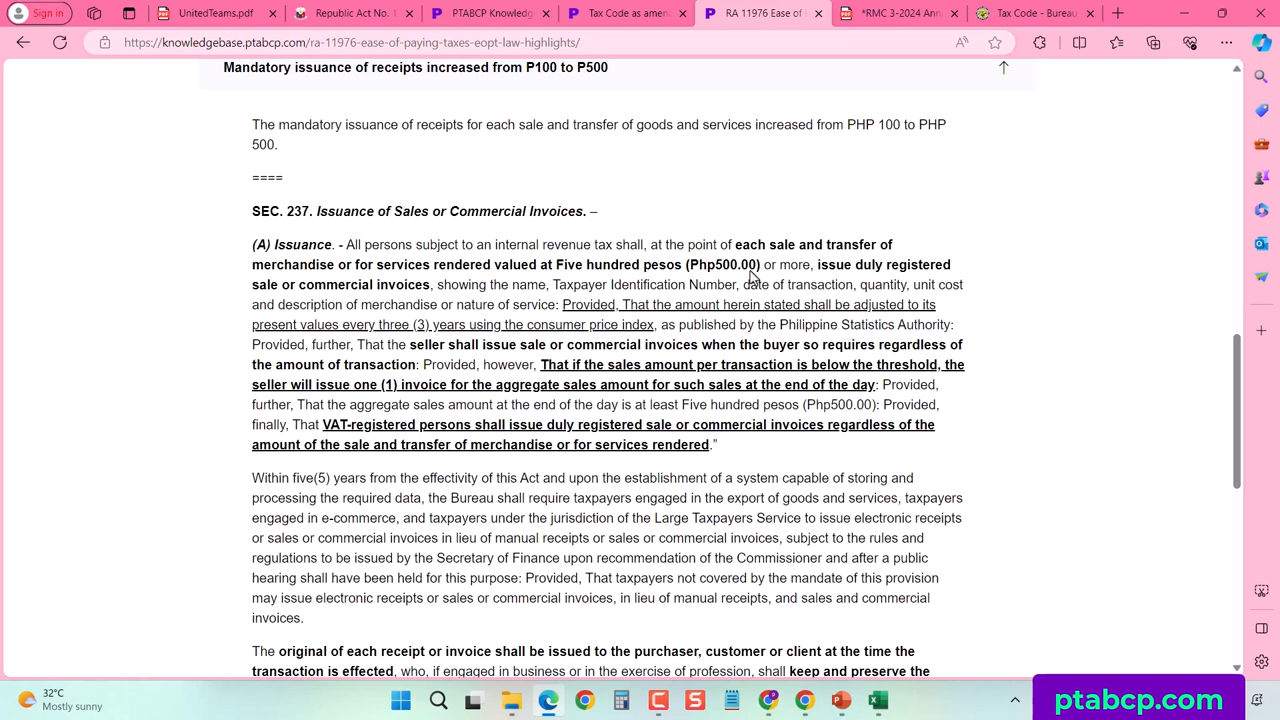 Sign in
UnitedTeams.pdf
Republic Act No. 1
PTABCP Knowledg
Tax Code as amen
RA 11976 Ease of
*RMC 3-2024 Ann
Tax Code - Bureau
https://knowledgebase.ptabcp.com/ra-11976-ease-of-paying-taxes-eopt-law-highlights/
Mandatory issuance of receipts increased from P100 to P500
The mandatory issuance of receipts for each sale and transfer of goods and services increased from PHP 100 to PHP
500.
====
SEC. 237. Issuance of Sales or Commercial Invoices. –
(A) Issuance. - All persons subject to an internal revenue tax shall, at the point of each sale and transfer of
merchandise or for services rendered valued at Five hundred pesos (Php500.00) or more, issue duly registered
sale or commercial invoices, showing the name, Taxpayer Identification Number, date of transaction, quantity, unit cost
and description of merchandise or nature of service: Provided, That the amount herein stated shall be adjusted to its
present values every three (3) years using the consumer price index, as published by the Philippine Statistics Authority:
Provided, further, That the seller shall issue sale or commercial invoices when the buyer so requires regardless of
the amount of transaction: Provided, however, That if the sales amount per transaction is below the threshold, the
seller will issue one (1) invoice for the aggregate sales amount for such sales at the end of the day: Provided,
further, That the aggregate sales amount at the end of the day is at least Five hundred pesos (Php500.00): Provided,
finally, That VAT-registered persons shall issue duly registered sale or commercial invoices regardless of the
amount of the sale and transfer of merchandise or for services rendered.”
Within five(5) years from the effectivity of this Act and upon the establishment of a system capable of storing and
processing the required data, the Bureau shall require taxpayers engaged in the export of goods and services, taxpayers
engaged in e-commerce, and taxpayers under the jurisdiction of the Large Taxpayers Service to issue electronic receipts
or sales or commercial invoices in lieu of manual receipts or sales or commercial invoices, subject to the rules and
regulations to be issued by the Secretary of Finance upon recommendation of the Commissioner and after a public
hearing shall have been held for this purpose: Provided, That taxpayers not covered by the mandate of this provision
may issue electronic receipts or sales or commercial invoices, in lieu of manual receipts, and sales and commercial
invoices.
The original of each receipt or invoice shall be issued to the purchaser, customer or client at the time the
transaction is effected, who, if engaged in business or in the exercise of profession, shall keep and preserve the
32°C
Mostly sunny
ptabcp.com